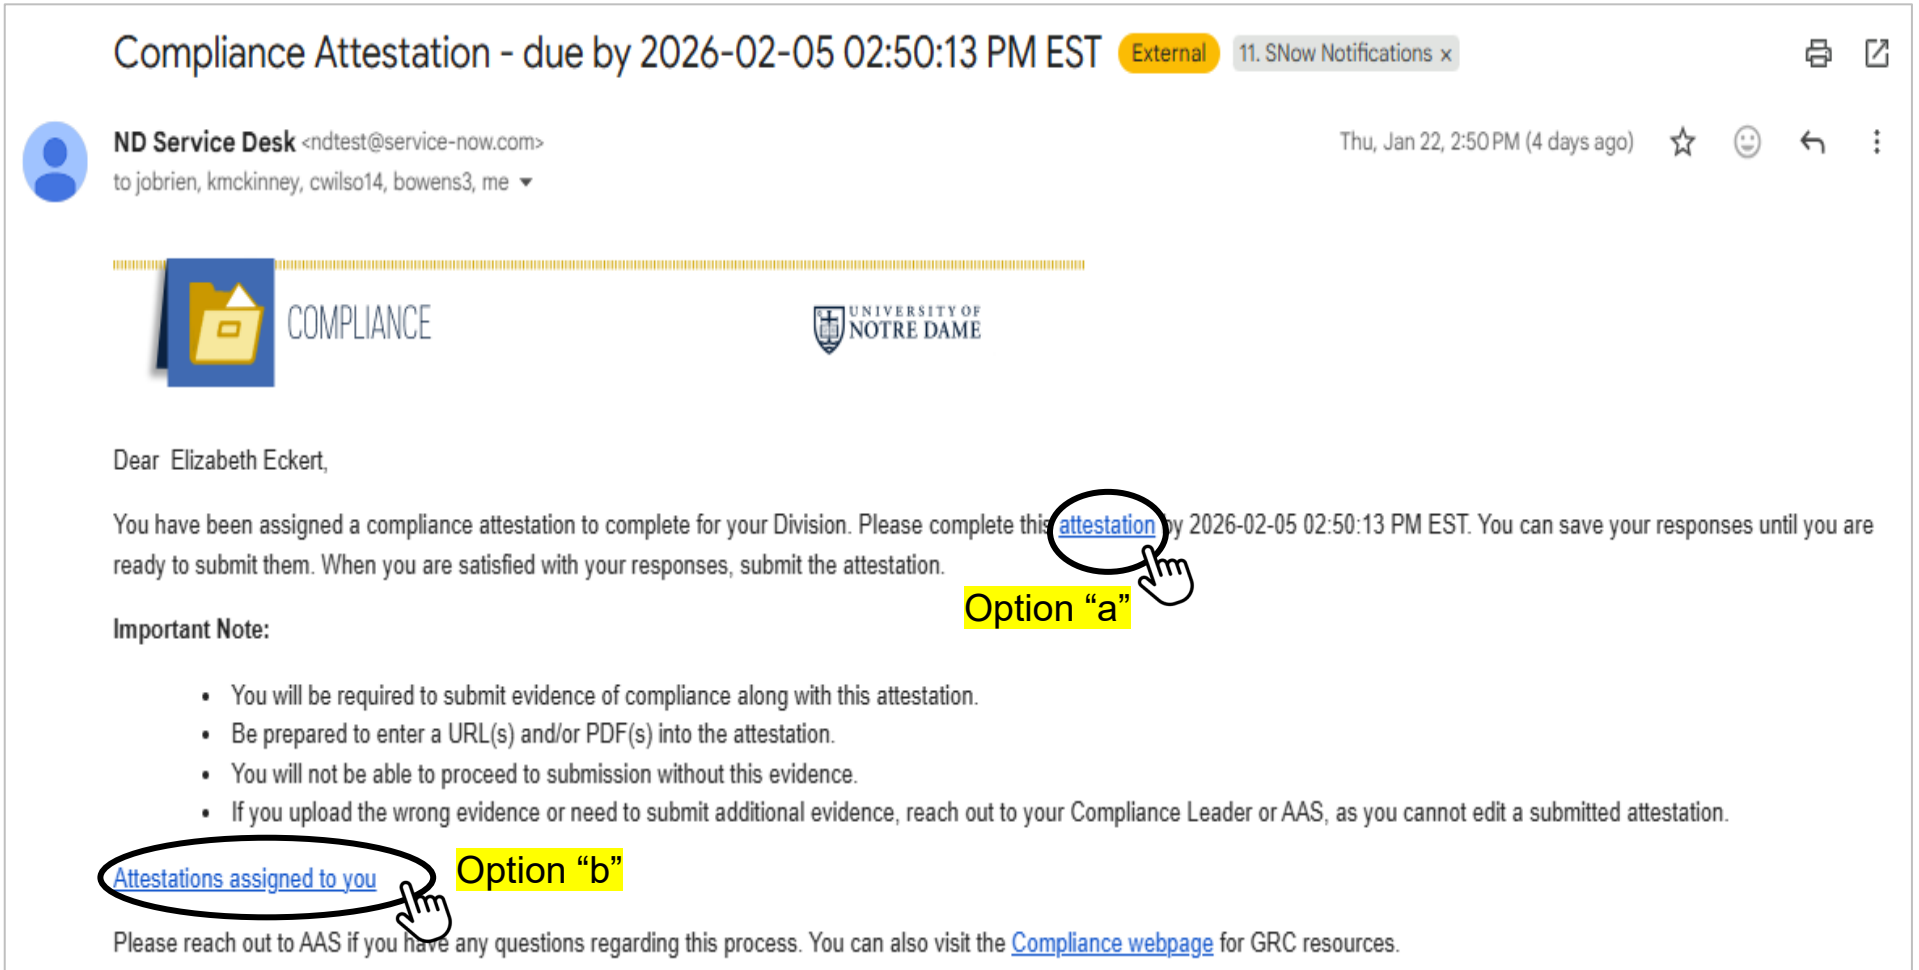 Compliance Attestation - due by 2026-02-05 02:50:13 PM EST External 11. SNow Notifications x
ND Service Desk <ndtest@service-now.com> Thu, Jan 22, 2:50 PM (4 days ago)
to jobrien, kmckinney, cwilso14, bowens3, me
COMPLIANCE
UNIVERSITY OF
NOTRE DAME
Dear Elizabeth Eckert,
You have been assigned a compliance attestation to complete for your Division. Please complete this attestation by 2026-02-05 02:50:13 PM EST. You can save your responses until you are
ready to submit them. When you are satisfied with your responses, submit the attestation.
Option “a”
Important Note:
• You will be required to submit evidence of compliance along with this attestation.
• Be prepared to enter a URL(s) and/or PDF(s) into the attestation.
• You will not be able to proceed to submission without this evidence.
• If you upload the wrong evidence or need to submit additional evidence, reach out to your Compliance Leader or AAS, as you cannot edit a submitted attestation.
Attestations assigned to you Option “b”
Please reach out to AAS if you have any questions regarding this process. You can also visit the Compliance webpage for GRC resources.